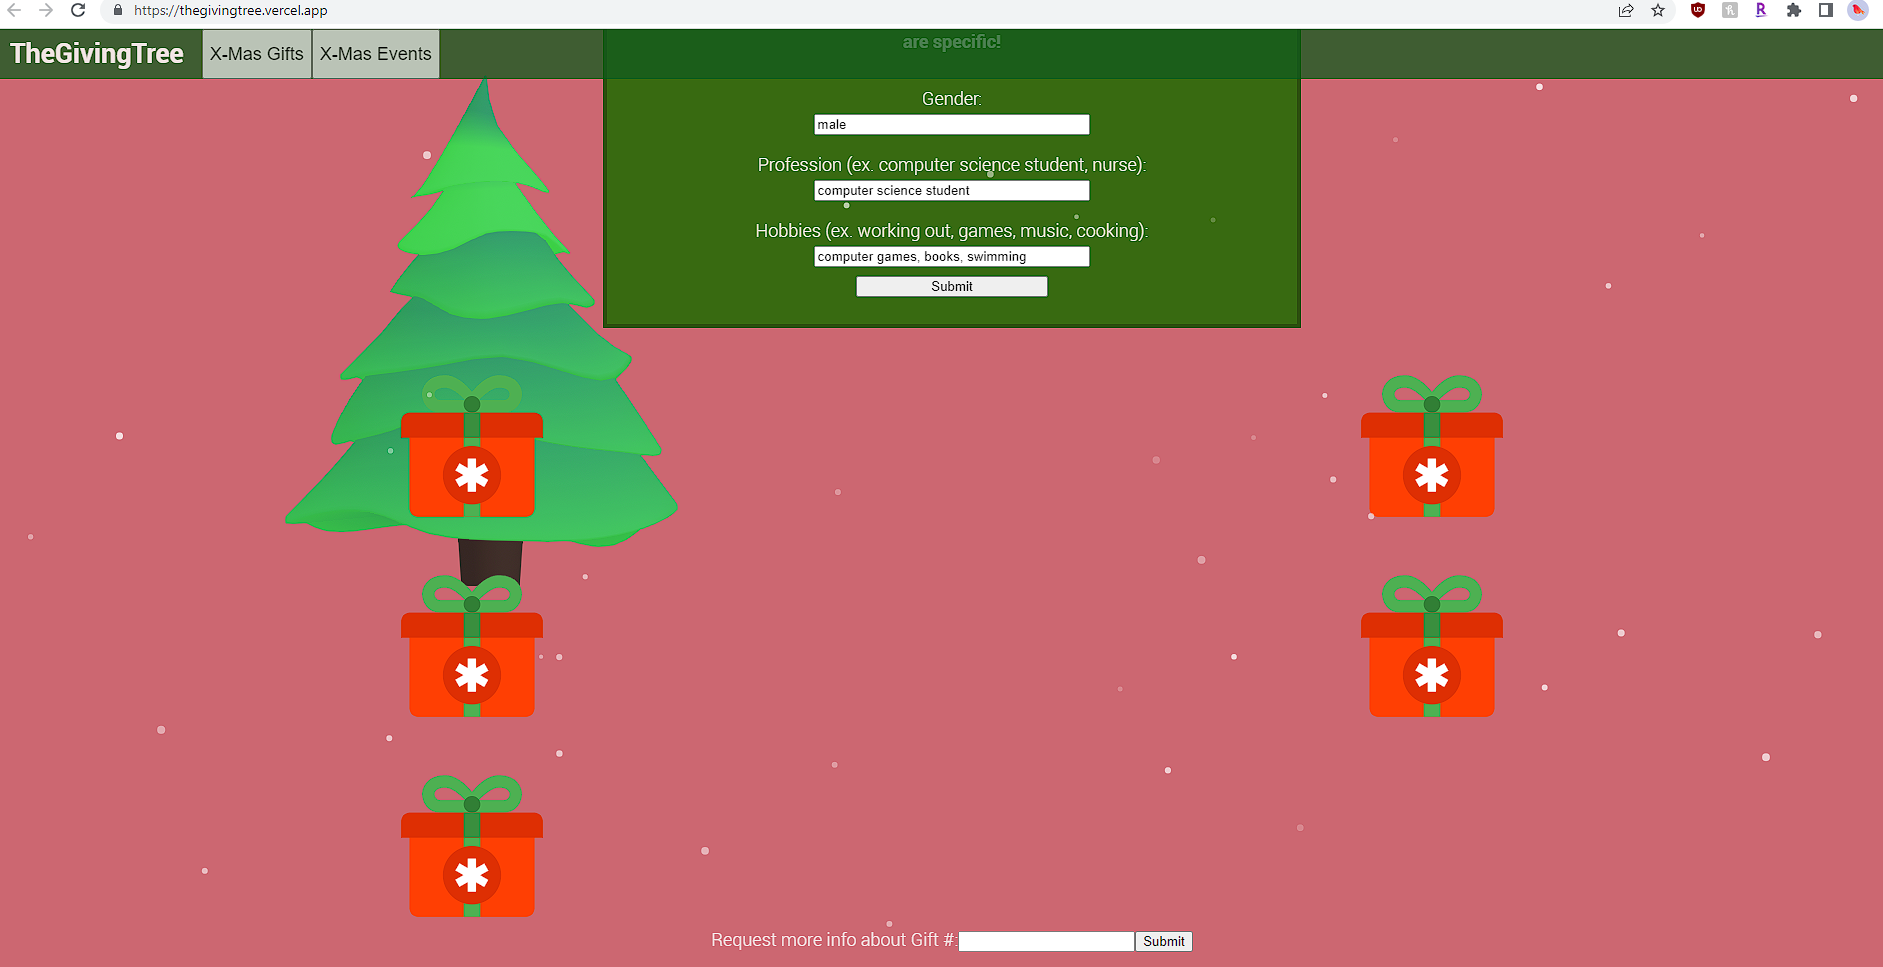 https://thegivingtree.vercel.app
TheGivingTree X-Mas Gifts X-Mas Events
are specific!
Gender:
male
Profession (ex. computer science student, nurse):
computer science student
Hobbies (ex. working out, games, music, cooking):
computer games, books, swimming
Submit
Request more info about Gift #: Submit